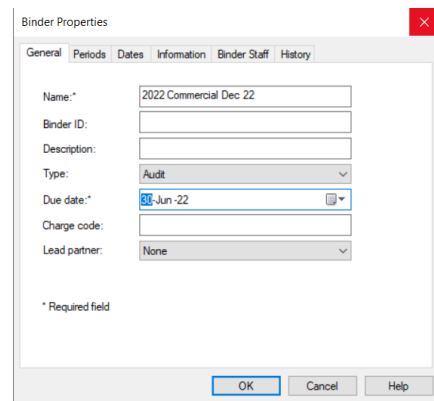 Binder Properties
General Periods Dates Information Binder Staff History
Name:* 2022 Commercial Dec 22
Binder ID:
Description:
Type: Audit
Due date:* 30-Jun -22
Charge code:
Lead partner: None
* Required field
OK Cancel Help